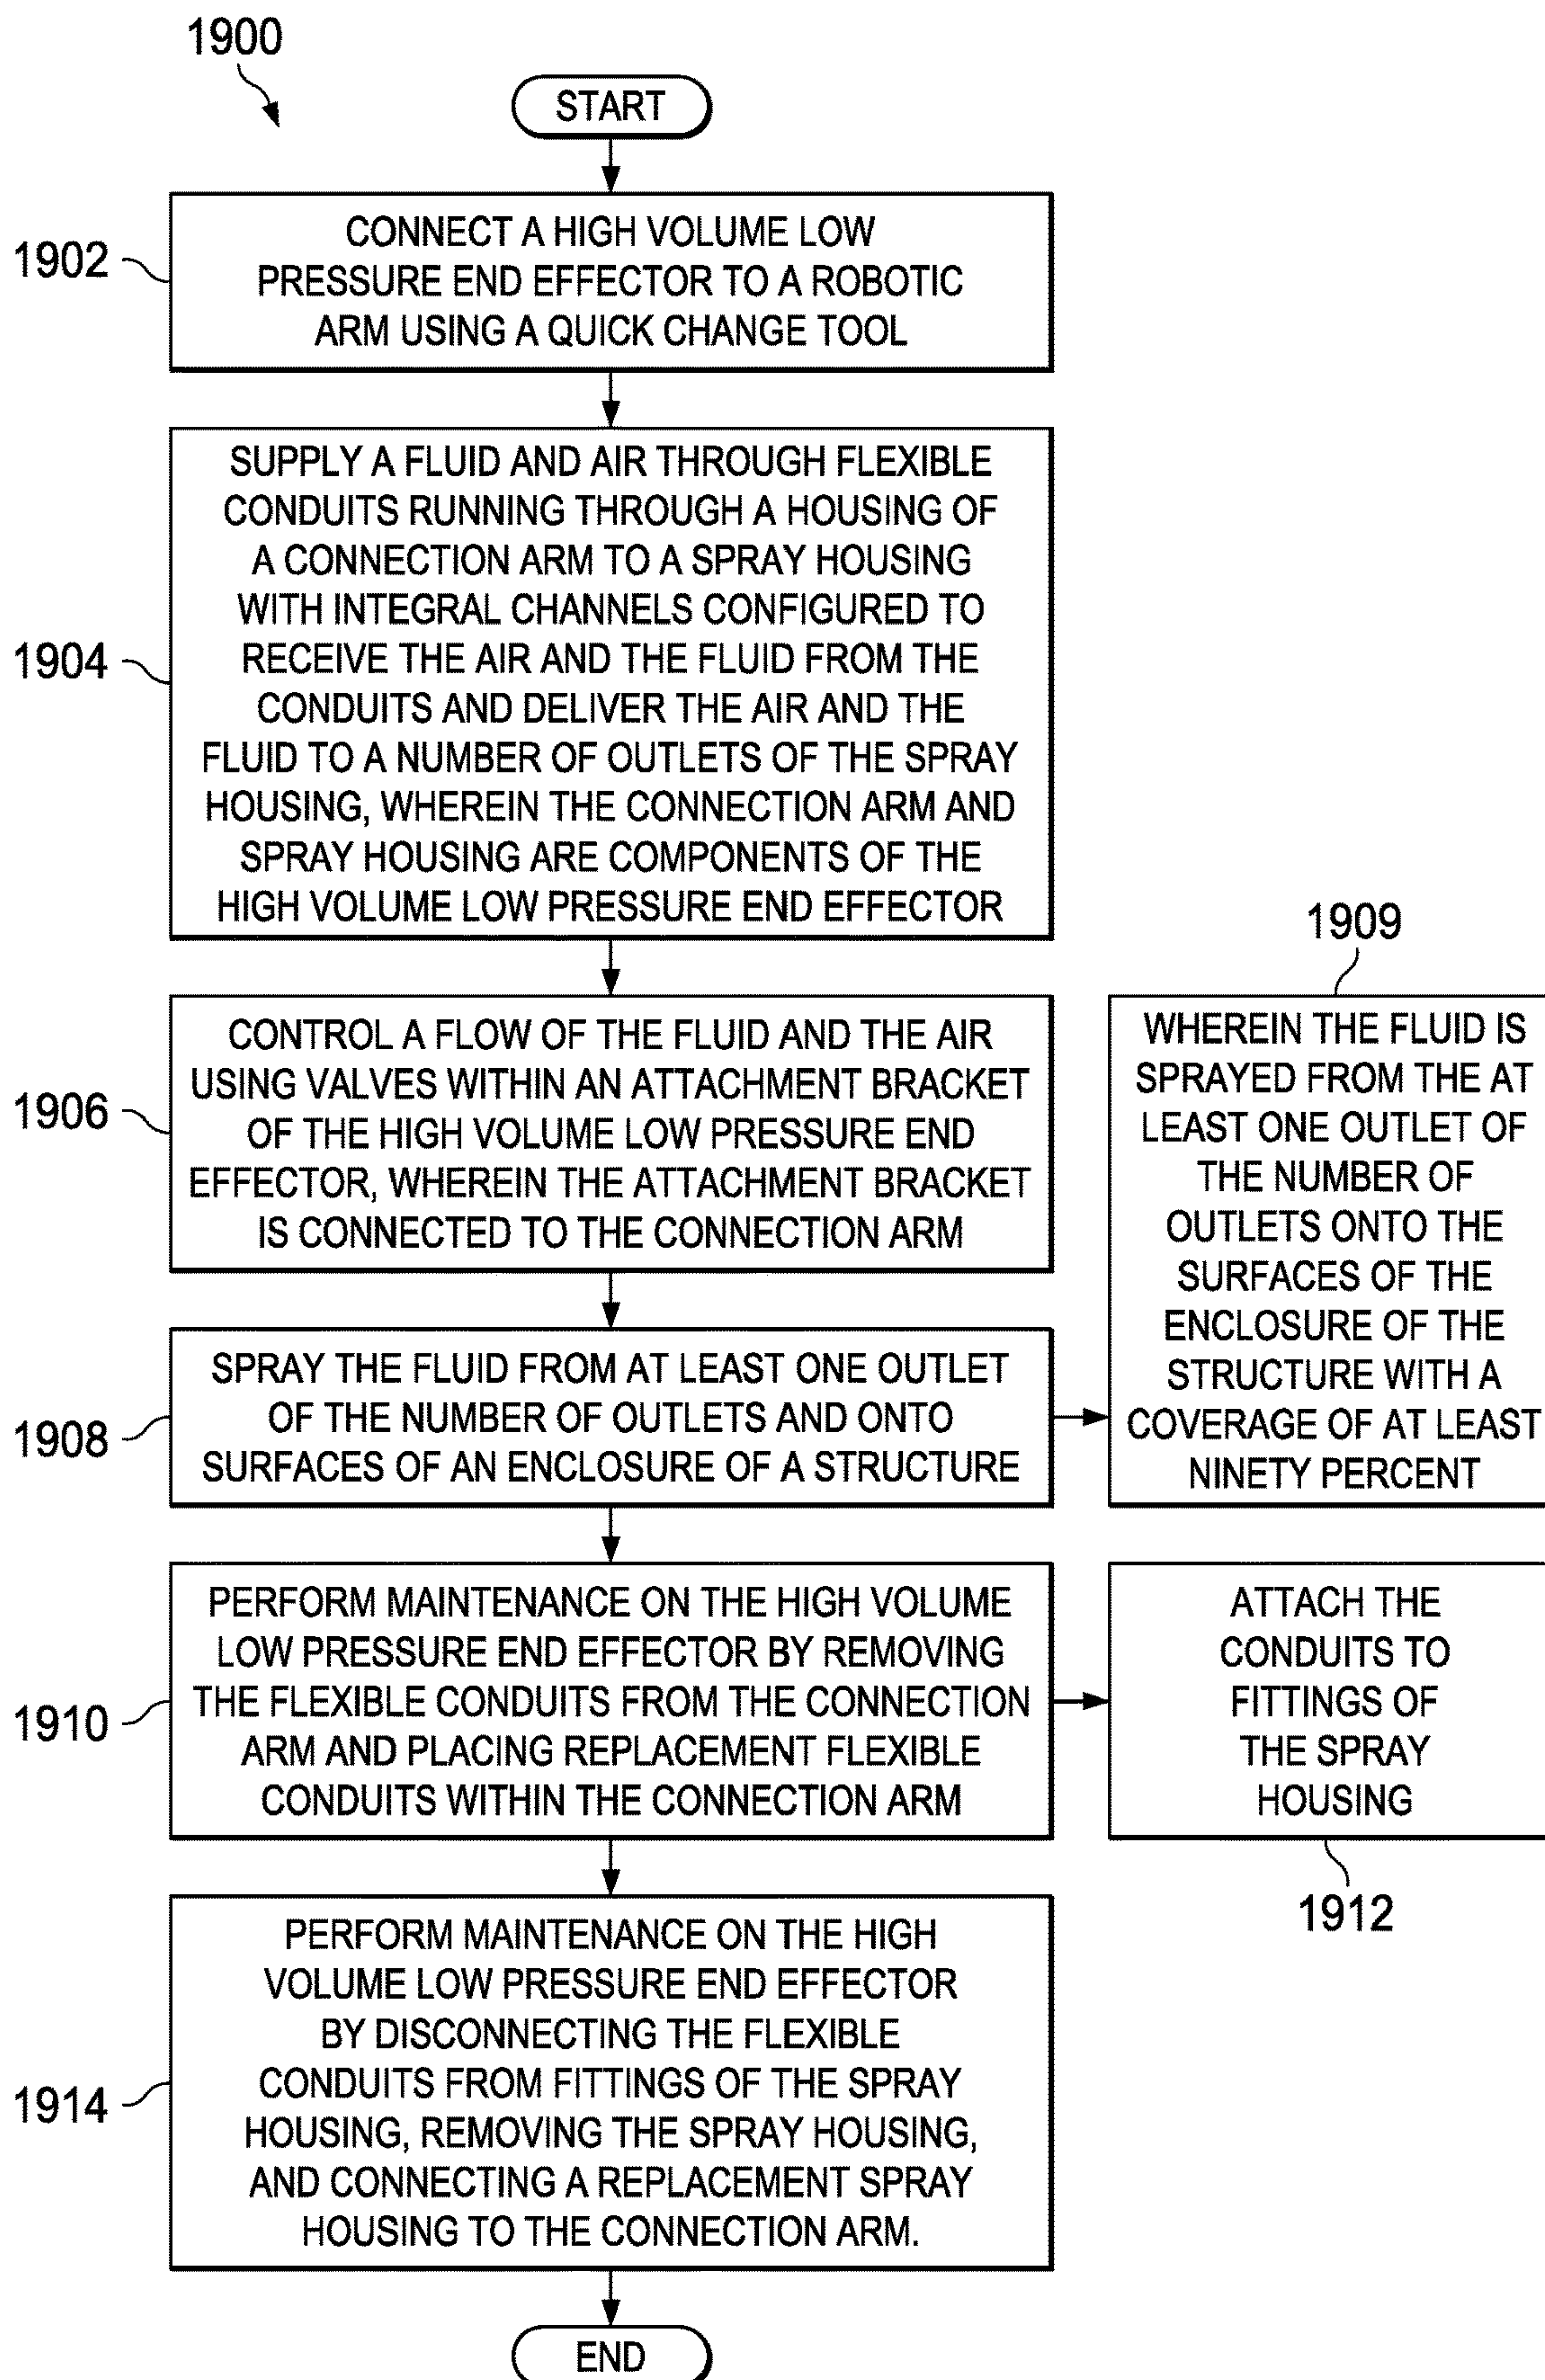 1900
START
1902
CONNECT A HIGH VOLUME LOW
PRESSURE END EFFECTOR TO A ROBOTIC
ARM USING A QUICK CHANGE TOOL
1904
SUPPLY A FLUID AND AIR THROUGH FLEXIBLE
CONDUITS RUNNING THROUGH A HOUSING OF
A CONNECTION ARM TO A SPRAY HOUSING
WITH INTEGRAL CHANNELS CONFIGURED TO
RECEIVE THE AIR AND THE FLUID FROM THE
CONDUITS AND DELIVER THE AIR AND THE
FLUID TO A NUMBER OF OUTLETS OF THE SPRAY
HOUSING, WHEREIN THE CONNECTION ARM AND
SPRAY HOUSING ARE COMPONENTS OF THE
HIGH VOLUME LOW PRESSURE END EFFECTOR
1906
CONTROL A FLOW OF THE FLUID AND THE AIR
USING VALVES WITHIN AN ATTACHMENT BRACKET
OF THE HIGH VOLUME LOW PRESSURE END
EFFECTOR, WHEREIN THE ATTACHMENT BRACKET
IS CONNECTED TO THE CONNECTION ARM
1908
SPRAY THE FLUID FROM AT LEAST ONE OUTLET
OF THE NUMBER OF OUTLETS AND ONTO
SURFACES OF AN ENCLOSURE OF A STRUCTURE
1909
WHEREIN THE FLUID IS
SPRAYED FROM THE AT
LEAST ONE OUTLET OF
THE NUMBER OF
OUTLETS ONTO THE
SURFACES OF THE
ENCLOSURE OF THE
STRUCTURE WITH A
COVERAGE OF AT LEAST
NINETY PERCENT
1910
PERFORM MAINTENANCE ON THE HIGH VOLUME
LOW PRESSURE END EFFECTOR BY REMOVING
THE FLEXIBLE CONDUITS FROM THE CONNECTION
ARM AND PLACING REPLACEMENT FLEXIBLE
CONDUITS WITHIN THE CONNECTION ARM
ATTACH THE
CONDUITS TO
FITTINGS OF
THE SPRAY
HOUSING
1912
1914
PERFORM MAINTENANCE ON THE HIGH
VOLUME LOW PRESSURE END EFFECTOR
BY DISCONNECTING THE FLEXIBLE
CONDUITS FROM FITTINGS OF THE SPRAY
HOUSING, REMOVING THE SPRAY HOUSING,
AND CONNECTING A REPLACEMENT SPRAY
HOUSING TO THE CONNECTION ARM.
END